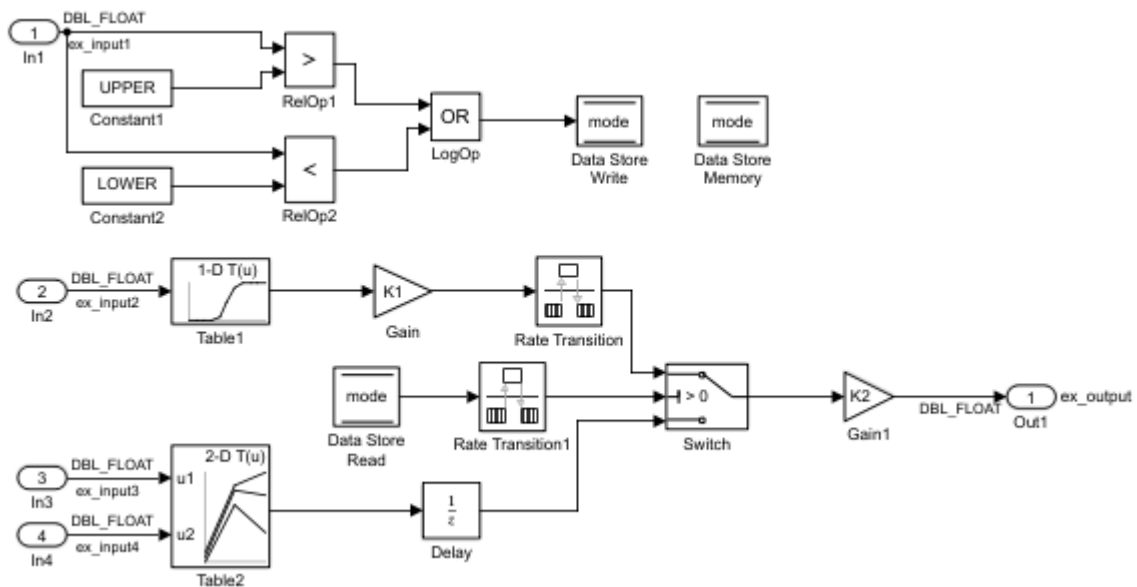 1
In1
DBL_FLOAT
ex_input1
UPPER
Constant1
>
RelOp1
LOWER
Constant2
<
RelOp2
OR
LogOp
mode
Data Store
Write
mode
Data Store
Memory
2
In2
DBL_FLOAT
ex_input2
1-D T(u)
Table1
K1
Gain
Rate Transition
mode
Data Store
Read
Rate Transition1
> 0
Switch
K2
Gain1
DBL_FLOAT
1
Out1
ex_output
3
In3
DBL_FLOAT
ex_input3
4
In4
DBL_FLOAT
ex_input4
2-D T(u)
u1
u2
Table2
1
z
Delay